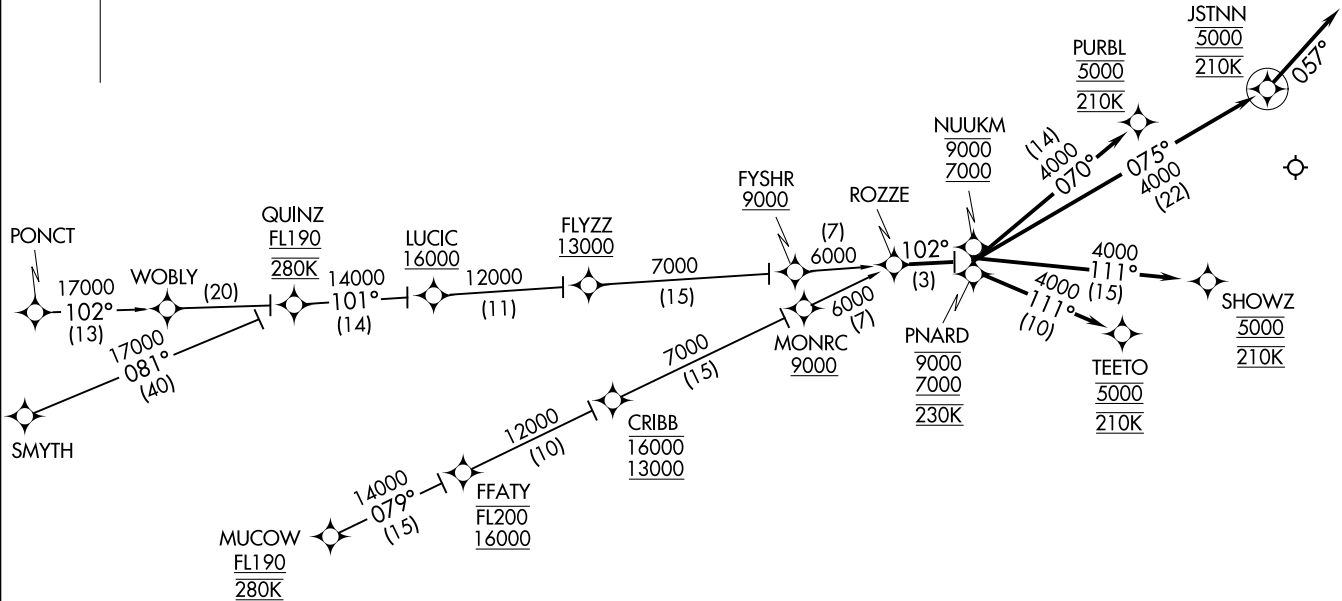 JSTNN
5000
210K
057°
PURBL
5000
210K
NUUKM
9000
7000
(14)
4000
070°
075°
4000
(22)
FYSHR
9000
ROZZE
QUINZ
FL190
280K
PONCT
LUCIC
16000
FLYZZ
13000
WOBLY
17000
102°
(13)
(20)
14000
101°
(14)
12000
(11)
7000
(15)
(7)
6000
102°
(3)
4000
111°
(15)
4000
111°
(10)
SHOWZ
5000
210K
17000
081°
(40)
SMYTH
6000
(7)
MONRC
9000
PNARD
9000
7000
230K
TEETO
5000
210K
7000
(15)
CRIBB
16000
13000
12000
(10)
FFATY
FL200
16000
14000
079°
(15)
MUCOW
FL190
280K